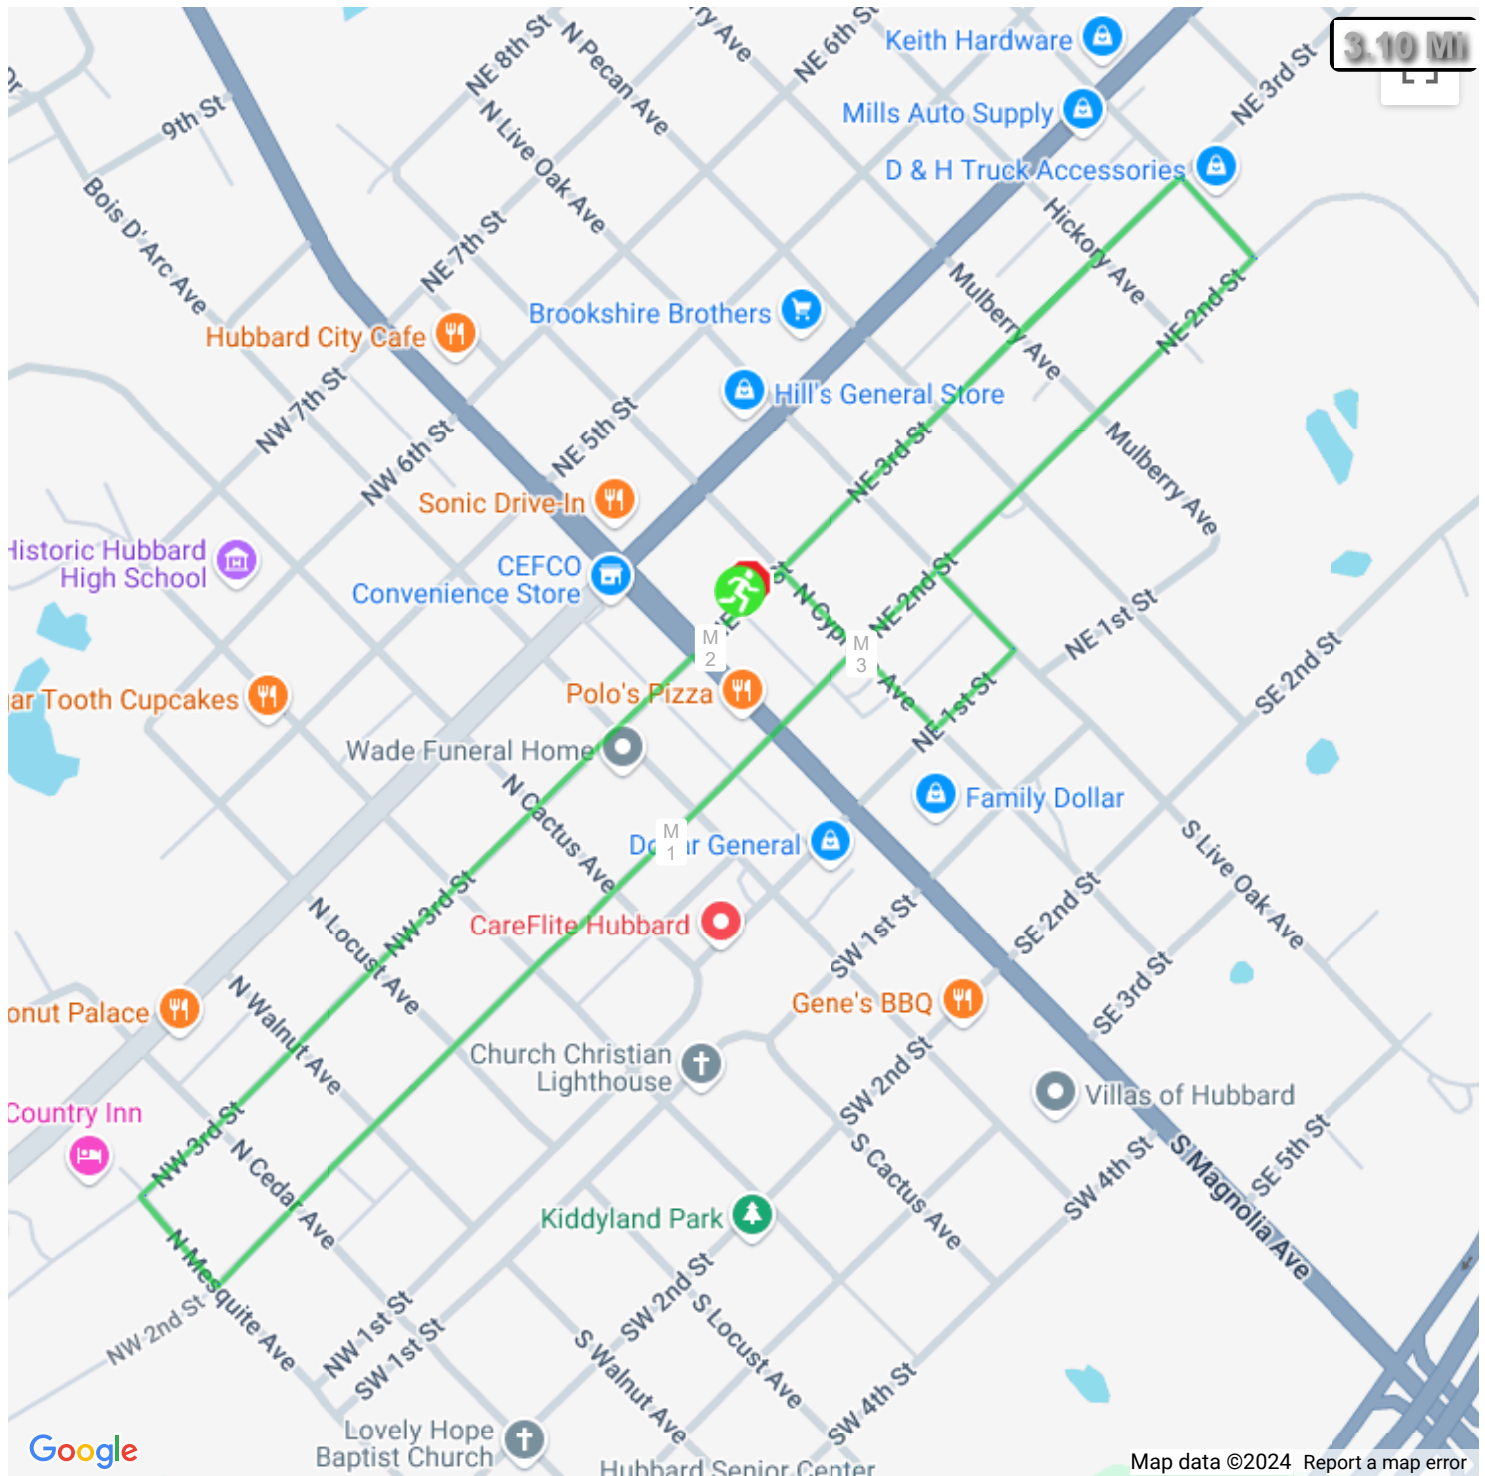 3.10 Mi
Keith Hardware
Mills Auto Supply
D & H Truck Accessories
NE 8th St
N Pecan Ave
NE 6th St
NE 3rd St
9th St
N Live Oak Ave
Bois D'Arc Ave
NE 7th St
Hickory Ave
Mulberry Ave
NE 2nd St
Brookshire Brothers
Hubbard City Cafe
Hill's General Store
NW 7th St
NW 6th St
NE 5th St
NE 3rd St
Mulberry Ave
Sonic Drive-In
Historic Hubbard
High School
CEFCO
Convenience Store
NE 2nd St
NE
M
2
M
3
Ave
NE 1st St
SE 2nd St
Polo's Pizza
Tooth Cupcakes
Wade Funeral Home
NE 1st St
N Cactus Ave
Family Dollar
M
1
General
S Live Oak Ave
NW 3rd St
CareFlite Hubbard
SW 1st St
SE 2nd St
N Locust Ave
N Walnut Ave
Palace
Gene's BBQ
SE 3rd St
Church Christian
Lighthouse
SW 2nd St
Villas of Hubbard
Country Inn
NW 3rd St
N Cedar Ave
S Cactus Ave
SW 4th St
S Magnolia Ave
SE 5th St
Kiddyland Park
N Mesquite Ave
NW 2nd St
NW 1st St
SW 1st St
SW 2nd St
S Locust Ave
S Walnut Ave
SW 4th St
Lovely Hope
Baptist Church
Hubbard Senior Center
Google
Map data ©2024 Report a map error